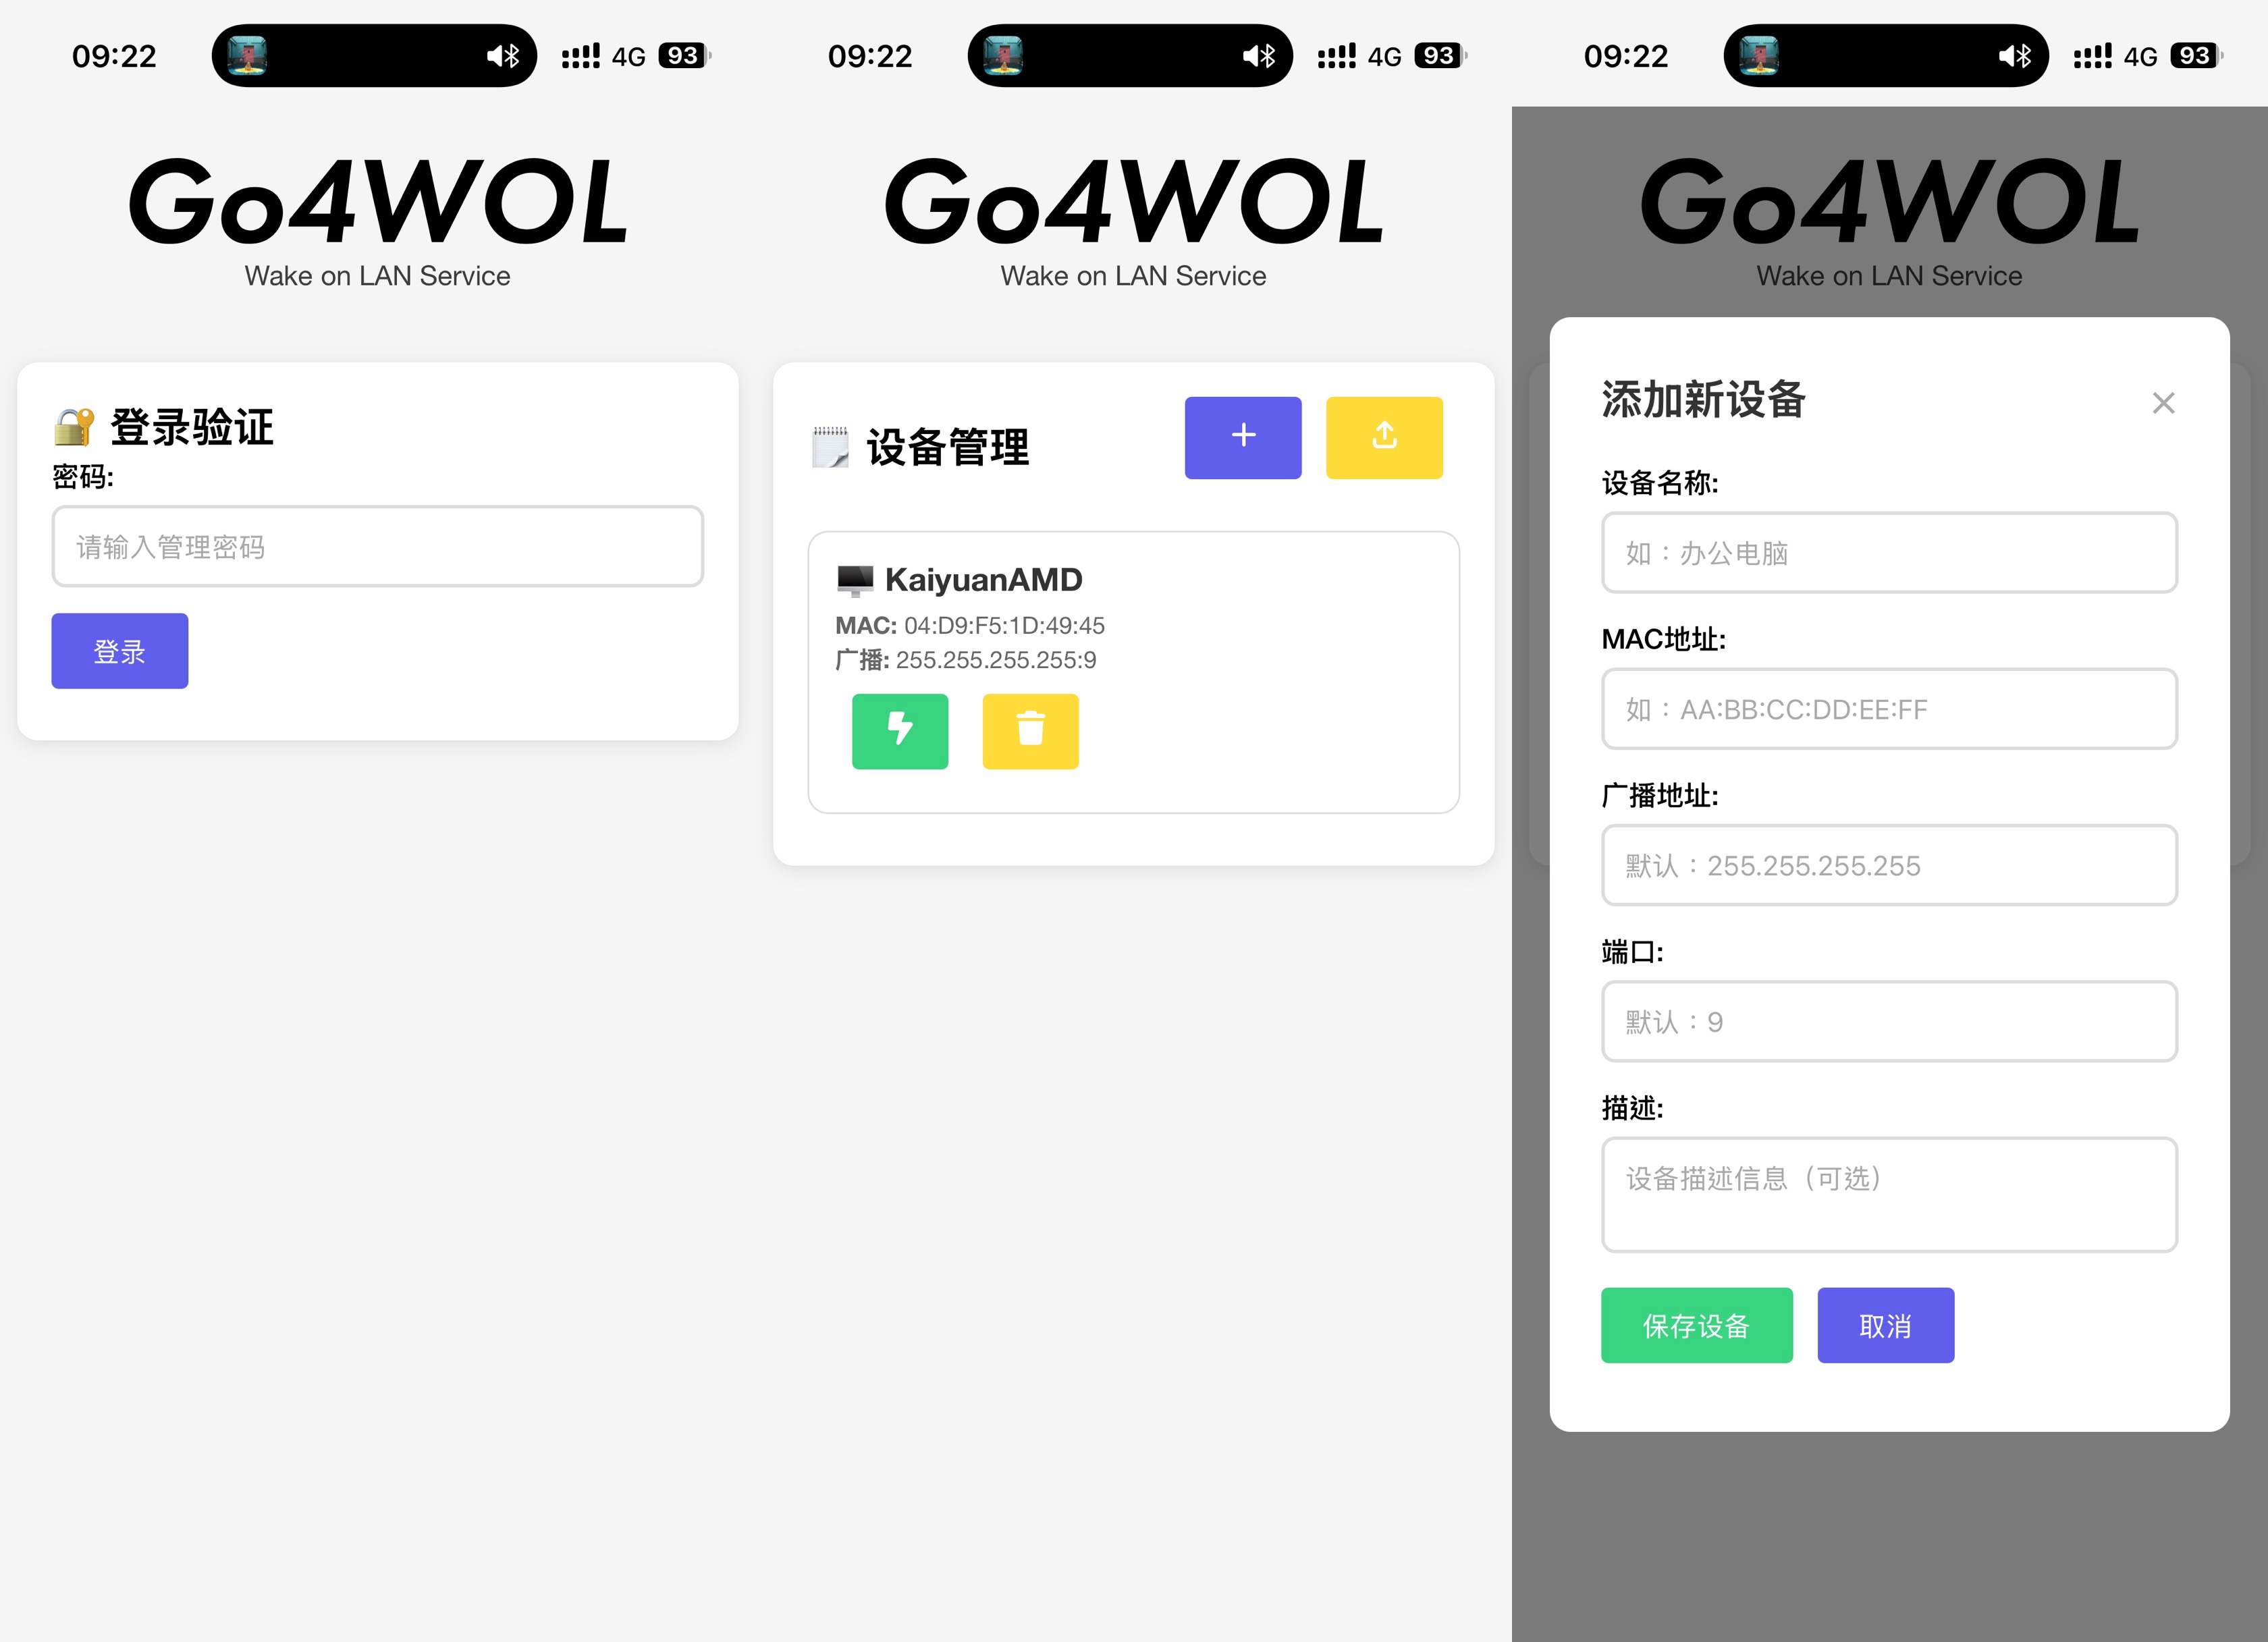 09:22
4G 93
Go4WOL
Wake on LAN Service
🔐 登录验证
密码:
请输入管理密码
登录
09:22
4G 93
Go4WOL
Wake on LAN Service
设备管理
KaiyuanAMD
MAC: 04:D9:F5:1D:49:45
广播: 255.255.255.255:9
09:22
4G 93
Go4WOL
Wake on LAN Service
添加新设备
设备名称:
如：办公电脑
MAC地址:
如：AA:BB:CC:DD:EE:FF
广播地址:
默认：255.255.255.255
端口:
默认：9
描述:
设备描述信息（可选）
保存设备 取消